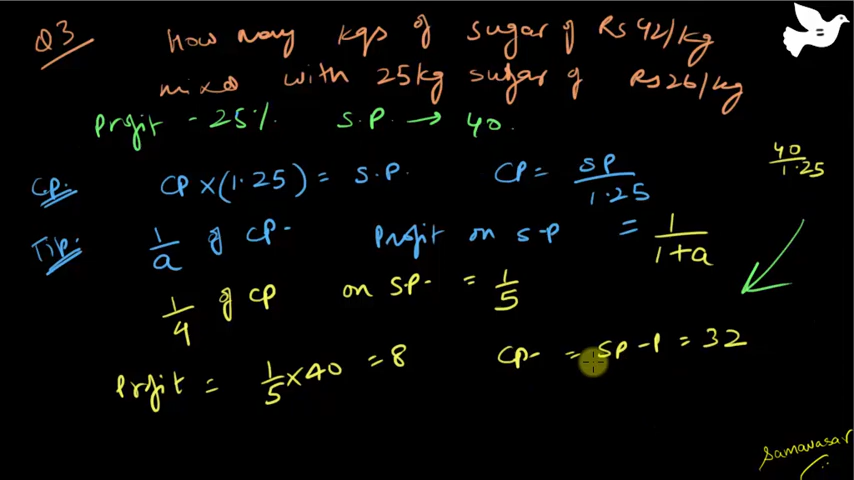 Q3 How many kgs of sugar of Rs 42/kg
mixed with 25kg sugar of Rs 26/kg
Profit - 25% S.P. → 40.
40/1.25
CP. CP×(1.25) = S.P. CP = SP/1.25
Tip. 1/a of CP. Profit on S.P = 1/(1+a)
1/4 of CP on SP. = 1/5
Profit = 1/5 × 40 = 8 CP. = SP - P = 32
Samavasar